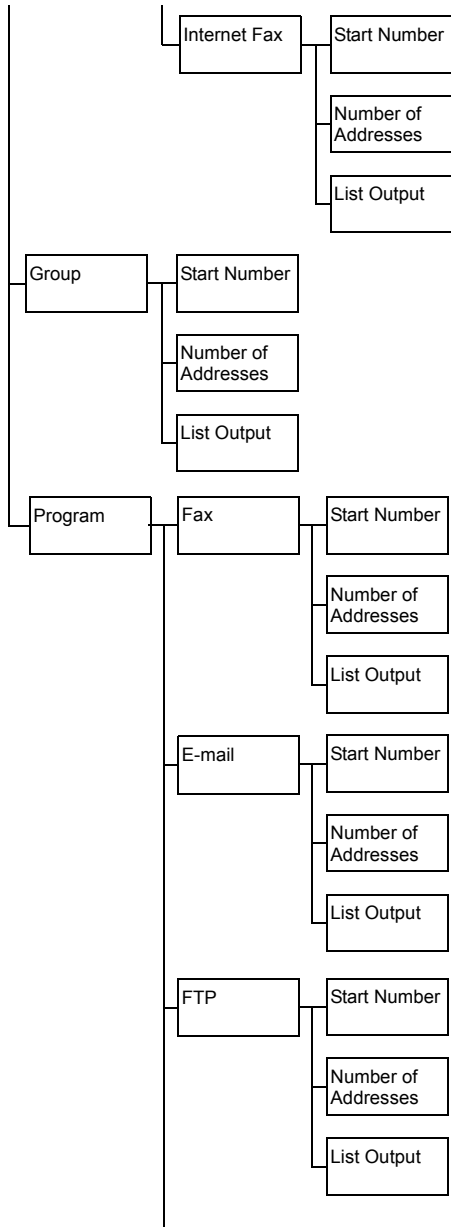 Internet Fax
Start Number
Number of
Addresses
List Output
Group
Start Number
Number of
Addresses
List Output
Program
Fax
Start Number
Number of
Addresses
List Output
E-mail
Start Number
Number of
Addresses
List Output
FTP
Start Number
Number of
Addresses
List Output